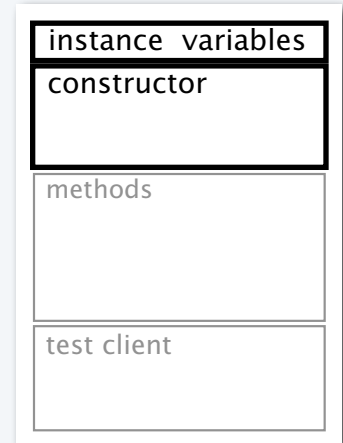 instance variables
constructor
methods
test client